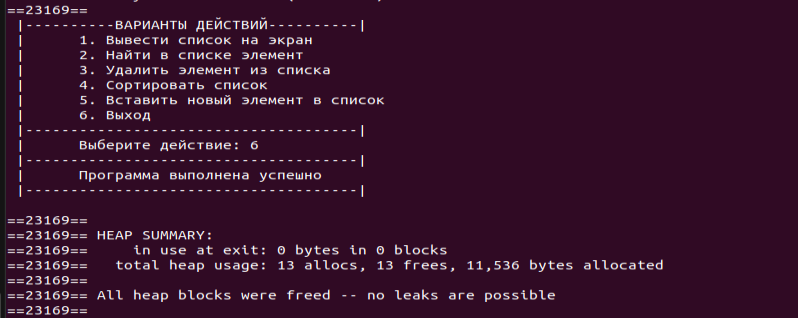 ==23169==
|----------ВАРИАНТЫ ДЕЙСТВИЙ----------|
|      1. Вывести список на экран
|      2. Найти в списке элемент
|      3. Удалить элемент из списка
|      4. Сортировать список
|      5. Вставить новый элемент в список
|      6. Выход
|-------------------------------------|
|      Выберите действие: 6
|-------------------------------------|
|      Программа выполнена успешно
|-------------------------------------|
==23169==
==23169== HEAP SUMMARY:
==23169==     in use at exit: 0 bytes in 0 blocks
==23169==   total heap usage: 13 allocs, 13 frees, 11,536 bytes allocated
==23169==
==23169== All heap blocks were freed -- no leaks are possible
==23169==